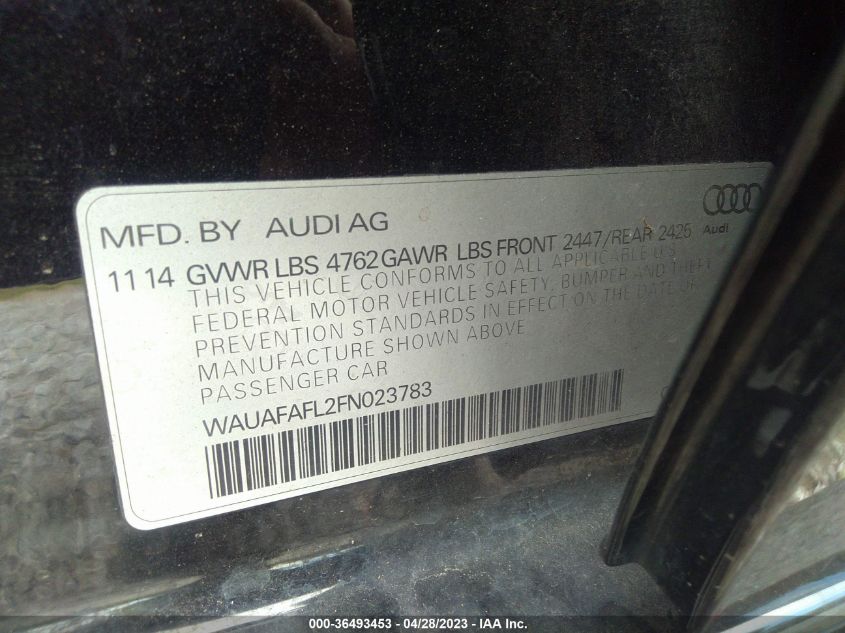 MFD. BY AUDI AG
Audi
11 14 GVWR LBS 4762 GAWR LBS FRONT 2447/REAR 2425
THIS VEHICLE CONFORMS TO ALL APPLICABLE U.S.
FEDERAL MOTOR VEHICLE SAFETY, BUMPER AND THEFT
PREVENTION STANDARDS IN EFFECT ON THE DATE OF
MANUFACTURE SHOWN ABOVE
PASSENGER CAR
WAUAFAFL2FN023783
000-36493453 - 04/28/2023 - IAA Inc.